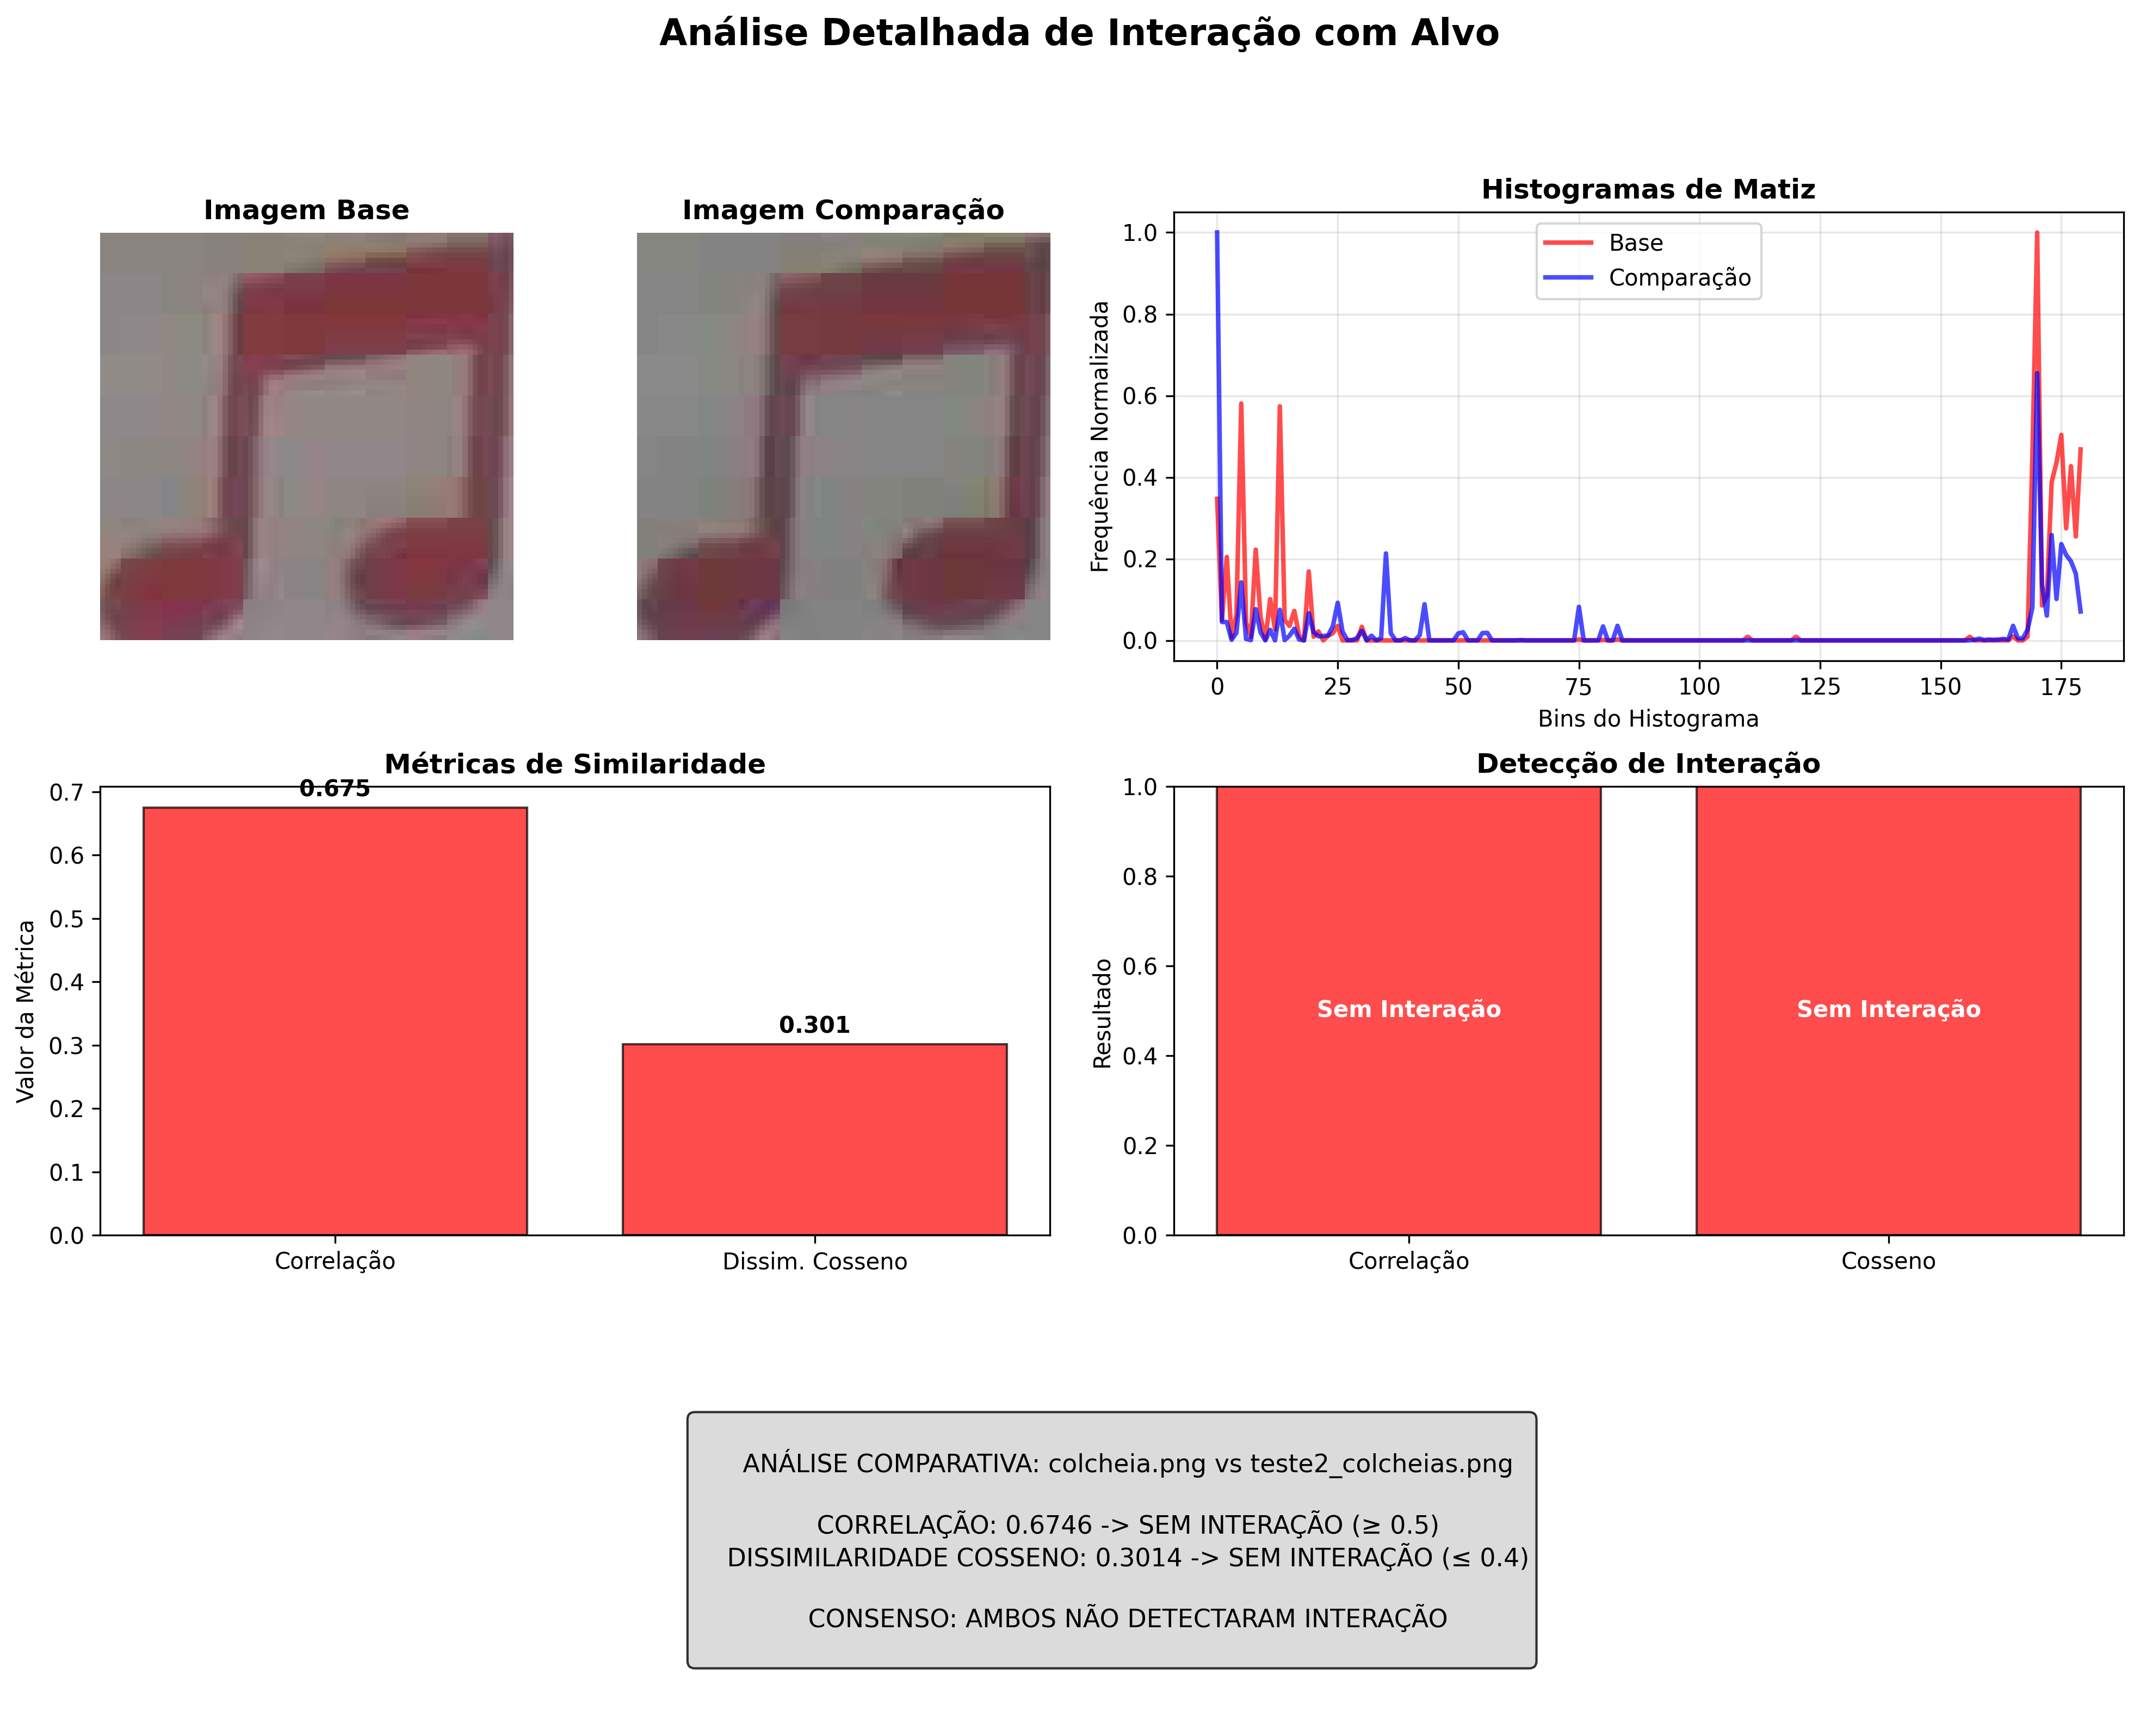 Análise Detalhada de Interação com Alvo
Imagem Base
Imagem Comparação
Histogramas de Matiz
Base
Comparação
Frequência Normalizada
1.0
0.8
0.6
0.4
0.2
0.0
0
25
50
75
100
125
150
175
Bins do Histograma
Métricas de Similaridade
Valor da Métrica
0.7
0.6
0.5
0.4
0.3
0.2
0.1
0.0
0.675
0.301
Correlação
Dissim. Cosseno
Detecção de Interação
Resultado
1.0
0.8
0.6
0.4
0.2
0.0
Sem Interação
Sem Interação
Correlação
Cosseno
ANÁLISE COMPARATIVA: colcheia.png vs teste2_colcheias.png
CORRELAÇÃO: 0.6746 -> SEM INTERAÇÃO (≥ 0.5)
DISSIMILARIDADE COSSENO: 0.3014 -> SEM INTERAÇÃO (≤ 0.4)
CONSENSO: AMBOS NÃO DETECTARAM INTERAÇÃO